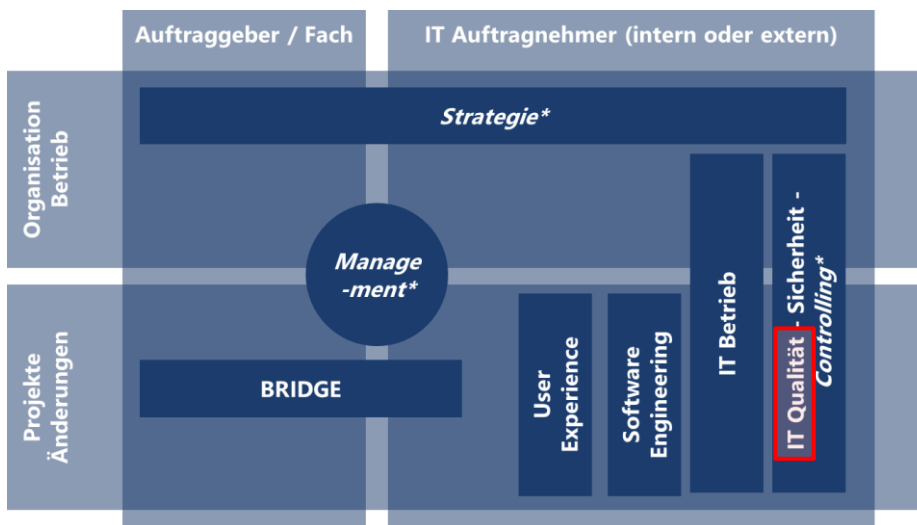 Auftraggeber / Fach
IT Auftragnehmer (intern oder extern)
Organisation
Betrieb
Strategie*
Manage
-ment*
Projekte
Änderungen
BRIDGE
User
Experience
Software
Engineering
IT Betrieb
IT Qualität - Sicherheit -
Controlling*